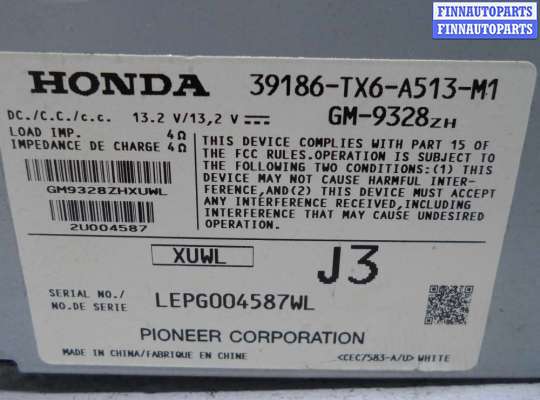 FINNAUTOPARTS
FINNAUTOPARTS
FINNAUTOPARTS
HONDA 39186-TX6-A513-M1
GM-9328ZH
DC./C.C./c.c. 13.2 V/13,2 V
LOAD IMP. 4Ω
IMPEDANCE DE CHARGE 4Ω
GM9328ZHXUWL
2U004587
THIS DEVICE COMPLIES WITH PART 15 OF
THE FCC RULES.OPERATION IS SUBJECT TO
THE FOLLOWING TWO CONDITIONS:(1) THIS
DEVICE MAY NOT CAUSE HARMFUL INTER-
FERENCE,AND(2) THIS DEVICE MUST ACCEPT
ANY INTERFERENCE RECEIVED,INCLUDING
INTERFERENCE THAT MAY CAUSE UNDESIRED
OPERATION.
XUWL J3
SERIAL NO./
NO.DE SERIE LEPG004587WL
PIONEER CORPORATION
MADE IN CHINA/FABRIQUE EN CHINE <CEC7583-A/U> WHITE